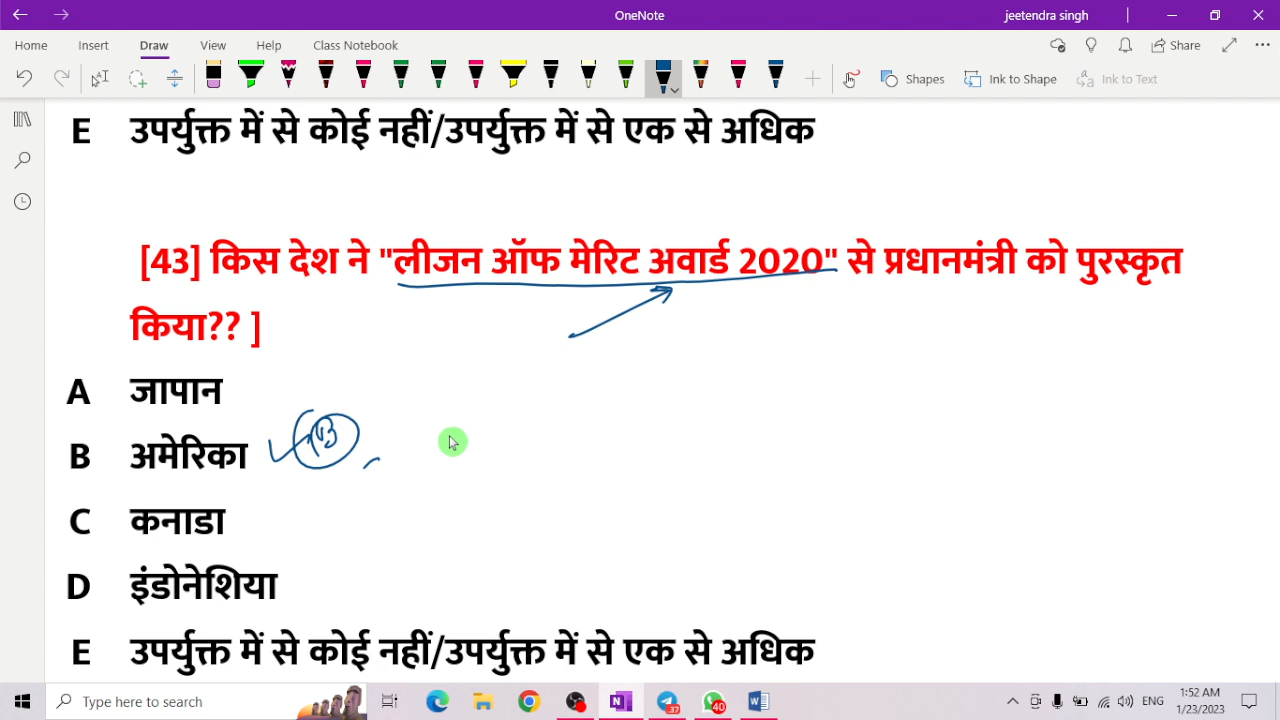 OneNote
jeetendra singh
Home Insert Draw View Help Class Notebook
Share
Shapes Ink to Shape Ink to Text
E उपर्युक्त में से कोई नहीं/उपर्युक्त में से एक से अधिक
[43] किस देश ने "लीजन ऑफ मेरिट अवार्ड 2020" से प्रधानमंत्री को पुरस्कृत
किया?? ]
A जापान
B अमेरिका
C कनाडा
D इंडोनेशिया
E उपर्युक्त में से कोई नहीं/उपर्युक्त में से एक से अधिक
Type here to search
37
40
ENG
1:52 AM
1/23/2023